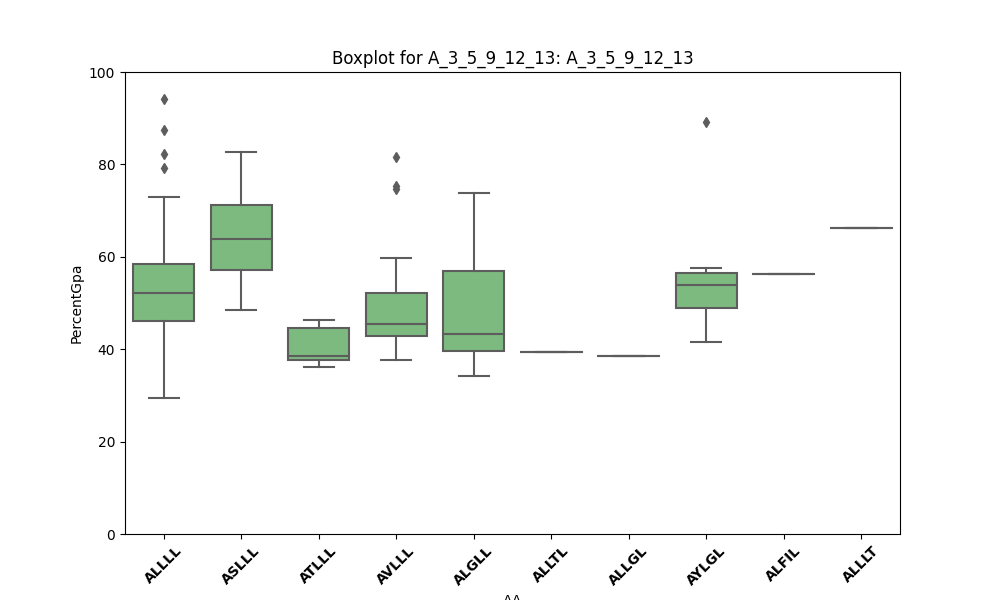 Boxplot for A_3_5_9_12_13: A_3_5_9_12_13
100
80
60
40
20
0
PercentGpa
ALLLL ASLLL ATLLL AVLLL ALGLL ALLTL ALLGL AYLGL ALFIL ALLLT
AA